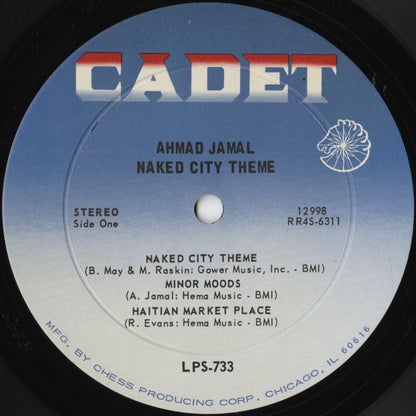 CADET
AHMAD JAMAL
NAKED CITY THEME
STEREO
Side One
12998
RR4S-6311
NAKED CITY THEME
(B. May & M. Raskin: Gower Music, Inc. - BMI)
MINOR MOODS
(A. Jamal: Hema Music - BMI)
HAITIAN MARKET PLACE
(R. Evans: Hema Music - BMI)
LPS-733
MFG. BY CHESS PRODUCING CORP. CHICAGO, IL 60616